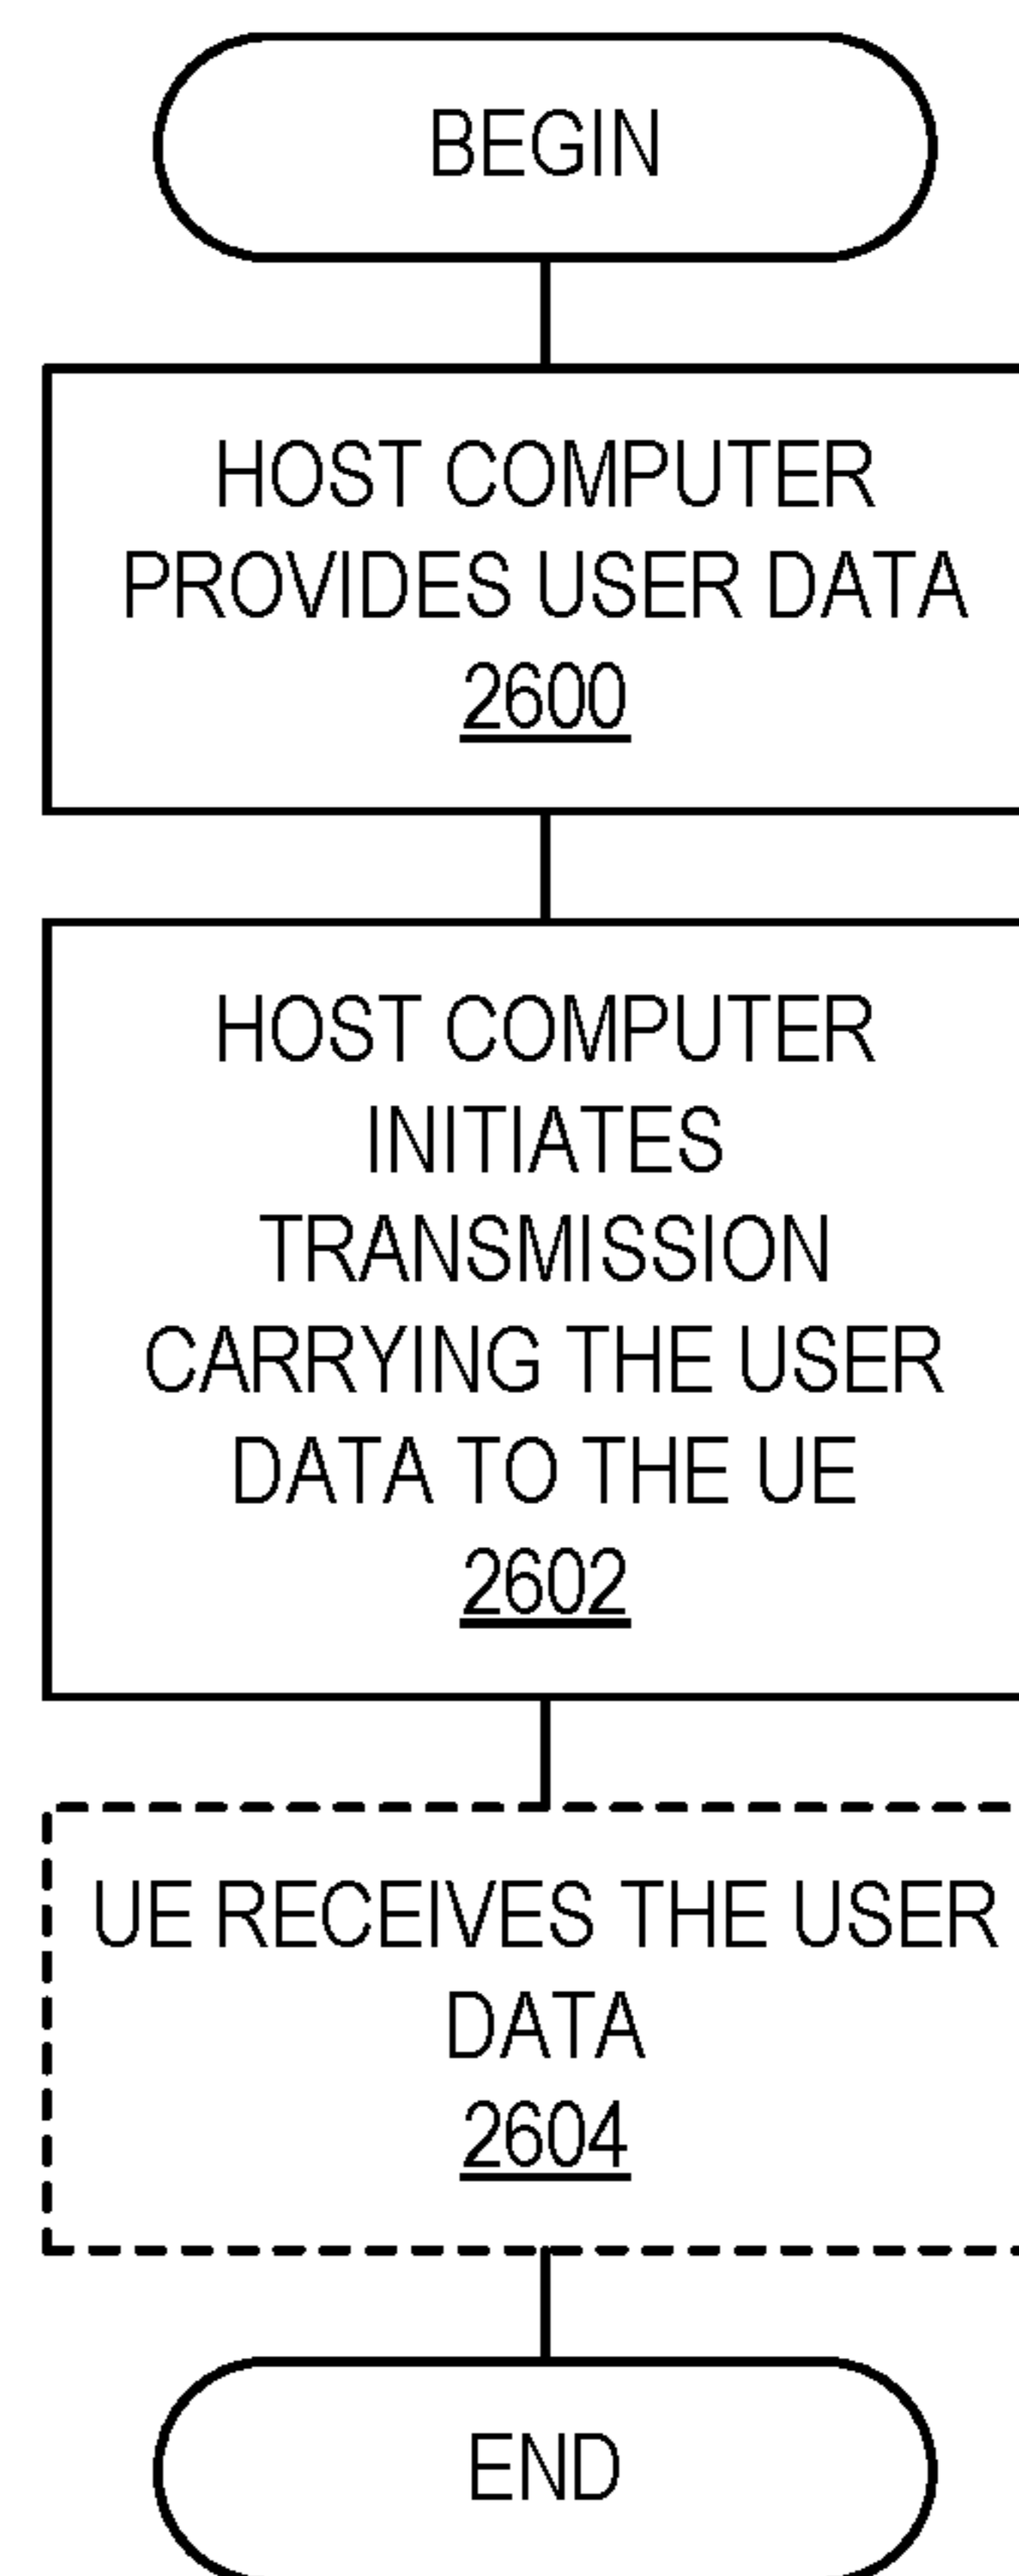 BEGIN
HOST COMPUTER
PROVIDES USER DATA
2600
HOST COMPUTER
INITIATES
TRANSMISSION
CARRYING THE USER
DATA TO THE UE
2602
UE RECEIVES THE USER
DATA
2604
END